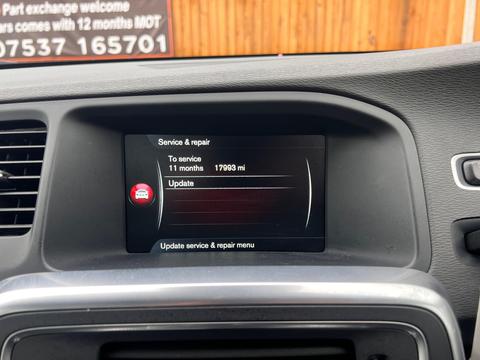 Part exchange welcome
ars comes with 12 months MOT
07537 165701
Service & repair
To service
11 months 17993 mi
Update
Update service & repair menu